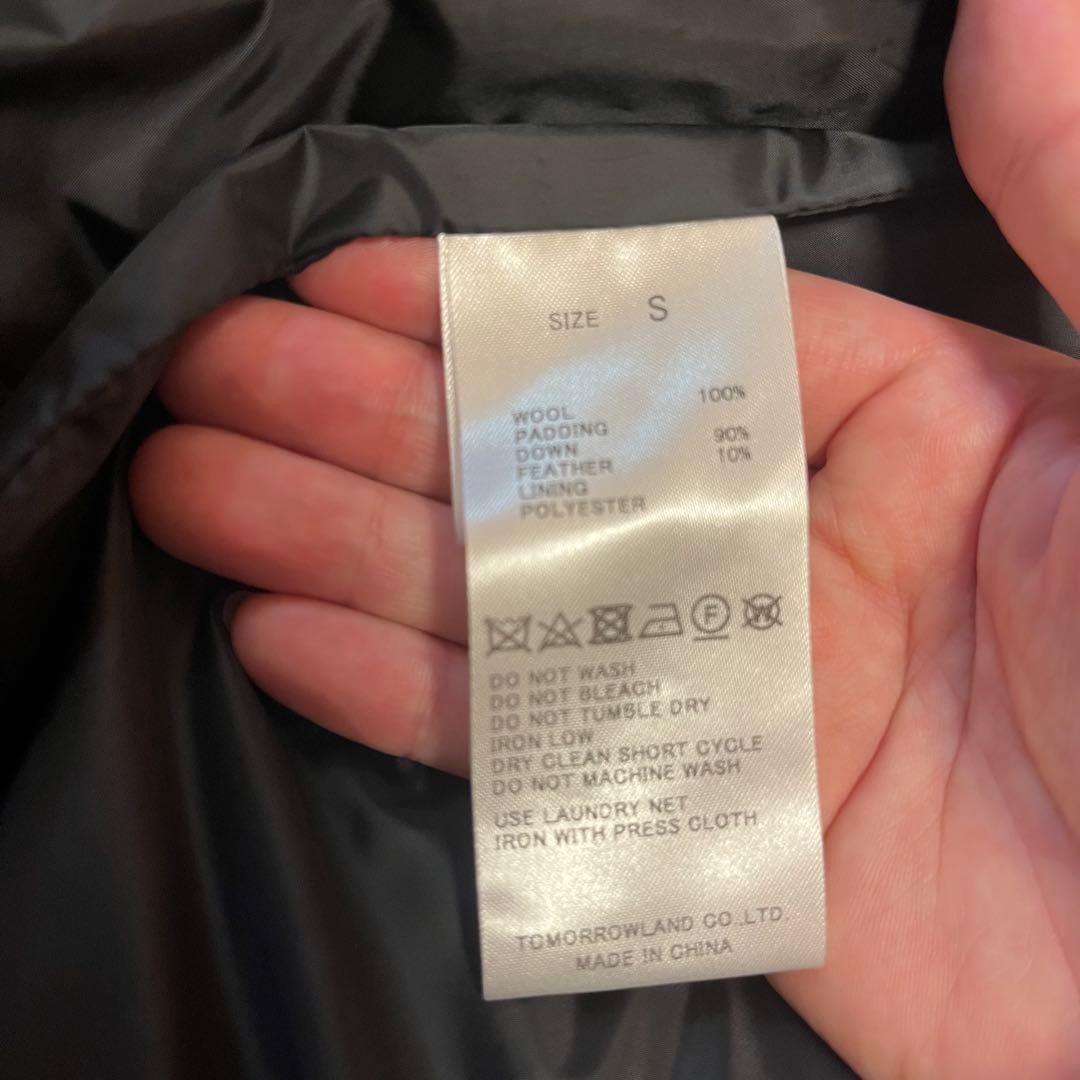 SIZE S
WOOL 100%
PADDING
DOWN 90%
FEATHER 10%
LINING
POLYESTER
F W
DO NOT WASH
DO NOT BLEACH
DO NOT TUMBLE DRY
IRON LOW
DRY CLEAN SHORT CYCLE
DO NOT MACHINE WASH
USE LAUNDRY NET
IRON WITH PRESS CLOTH
TOMORROWLAND CO.,LTD.
MADE IN CHINA